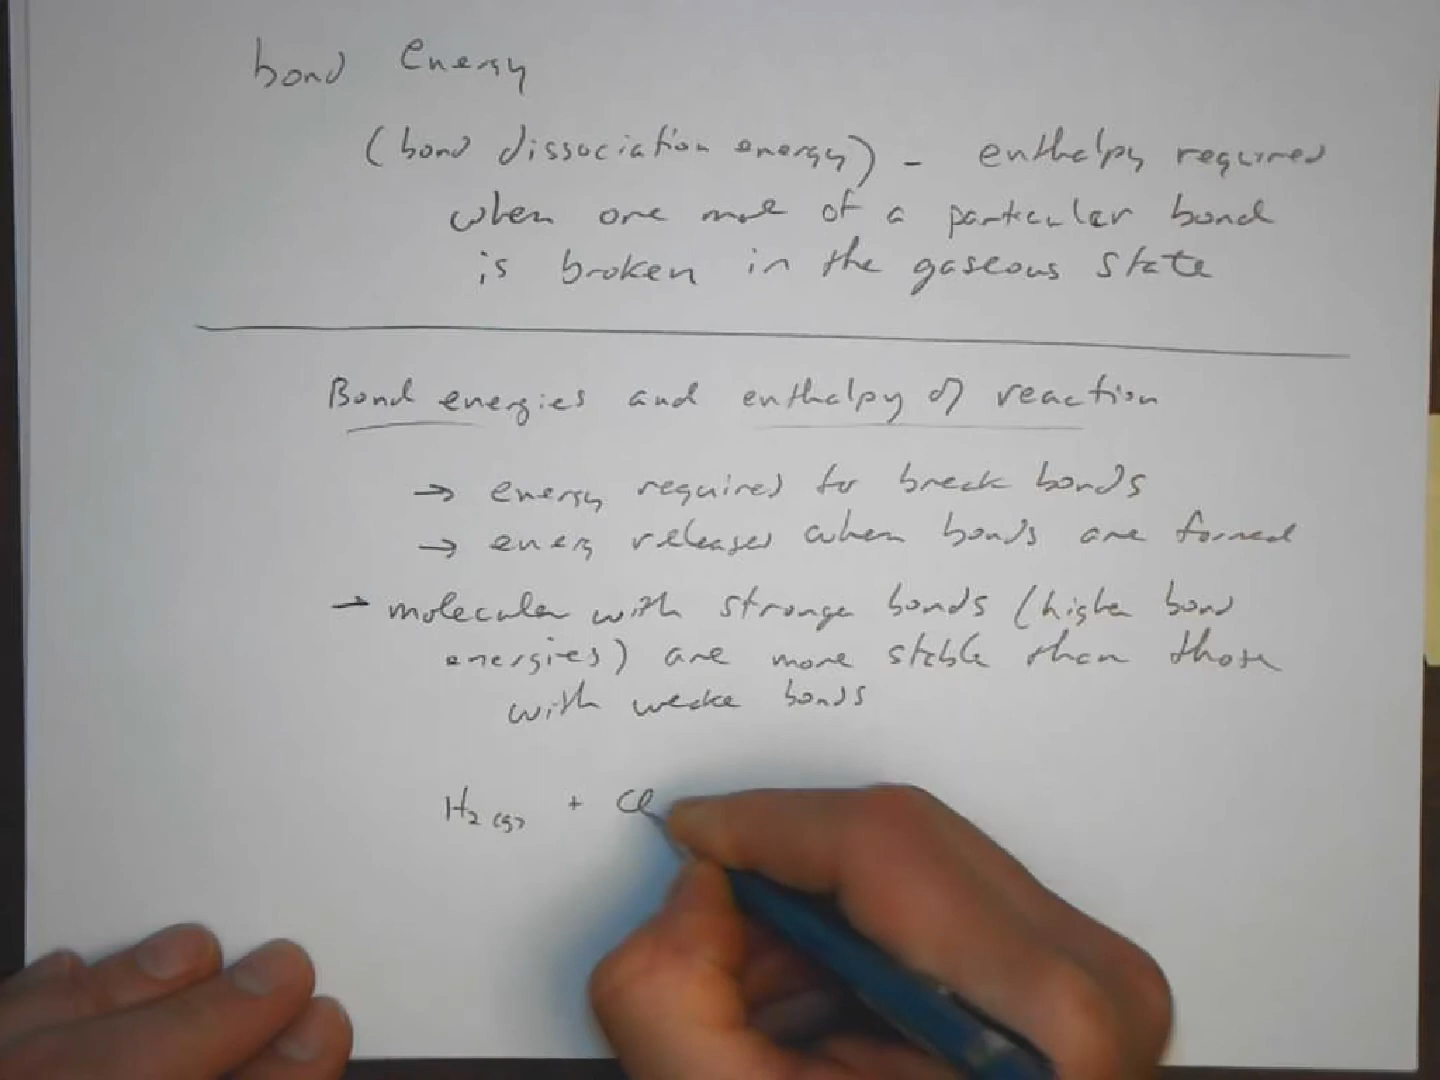 bond energy
(bond dissociation energy) - enthalpy required
when one mole of a particular bond
is broken in the gaseous state
Bond energies and enthalpy of reaction
→ energy required to break bonds
→ energ released when bonds are formed
→ molecules with stronger bonds (higher bond
energies) are more stable than those
with weaker bonds
H₂ (g) + Cl